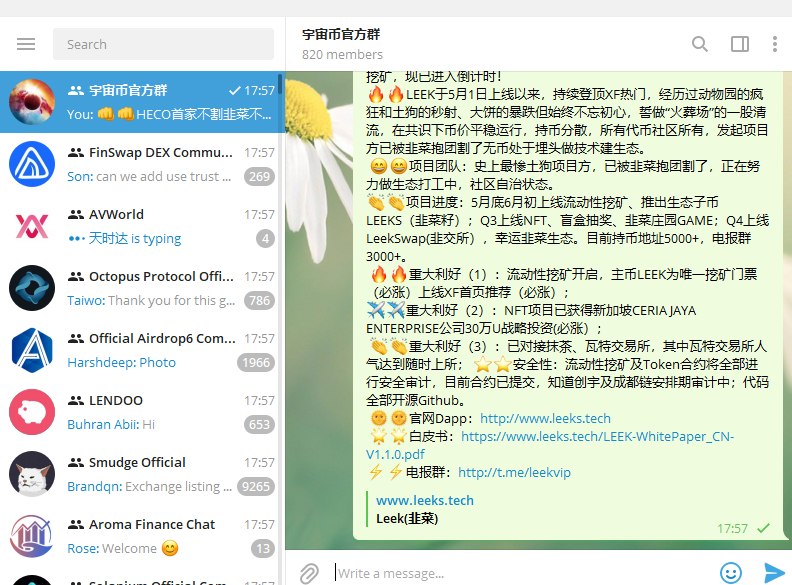 Search
宇宙币官方群
17:57
You: 👊👊HECO首家不割韭菜不...
FinSwap DEX Commu...
17:57
Son: can we add use trust ...
269
AVWorld
17:57
天时达 is typing
4
Octopus Protocol Offi...
17:57
Taiwo: Thank you for this g...
786
Official Airdrop6 Com...
17:57
Harshdeep: Photo
1966
LENDOO
17:57
Buhran Abii: Hi
653
Smudge Official
17:57
Brandqn: Exchange listing ...
9265
Aroma Finance Chat
17:57
Rose: Welcome 😊
13
17:57
宇宙币官方群
820 members
挖矿，现已进入倒计时！
🔥🔥LEEK于5月1日上线以来，持续登顶XF热门，经历过动物园的疯
狂和土狗的秒射、大饼的暴跌但始终不忘初心，誓做“火葬场”的一股清
流，在共识下币价平稳运行，持币分散，所有代币社区所有，发起项目
方已被韭菜抱团割了无币处于埋头做技术建生态。
😄😄项目团队：史上最惨土狗项目方，已被韭菜抱团割了，正在努
力做生态打工中，社区自治状态。
👏👏项目进度：5月底6月初上线流动性挖矿、推出生态子币
LEEKS（韭菜籽）；Q3上线NFT、盲盒抽奖、韭菜庄园GAME；Q4上线
LeekSwap(韭交所），幸运韭菜生态。目前持币地址5000+，电报群
3000+。
🔥🔥重大利好（1）：流动性挖矿开启，主币LEEK为唯一挖矿门票
（必涨）上线XF首页推荐（必涨）；
✈️✈️重大利好（2）：NFT项目已获得新加坡CERIA JAYA
ENTERPRISE公司30万U战略投资(必涨）；
👏👏重大利好（3）：已对接抹茶、瓦特交易所，其中瓦特交易所人
气达到随时上所；⭐⭐安全性：流动性挖矿及Token合约将全部进
行安全审计，目前合约已提交，知道创宇及成都链安排期审计中；代码
全部开源Github。
🌞🌞官网Dapp：http://www.leeks.tech
🌟🌟白皮书：https://www.leeks.tech/LEEK-WhitePaper_CN-
V1.1.0.pdf
⚡⚡电报群：http://t.me/leekvip
www.leeks.tech
Leek(韭菜)
17:57
Write a message...